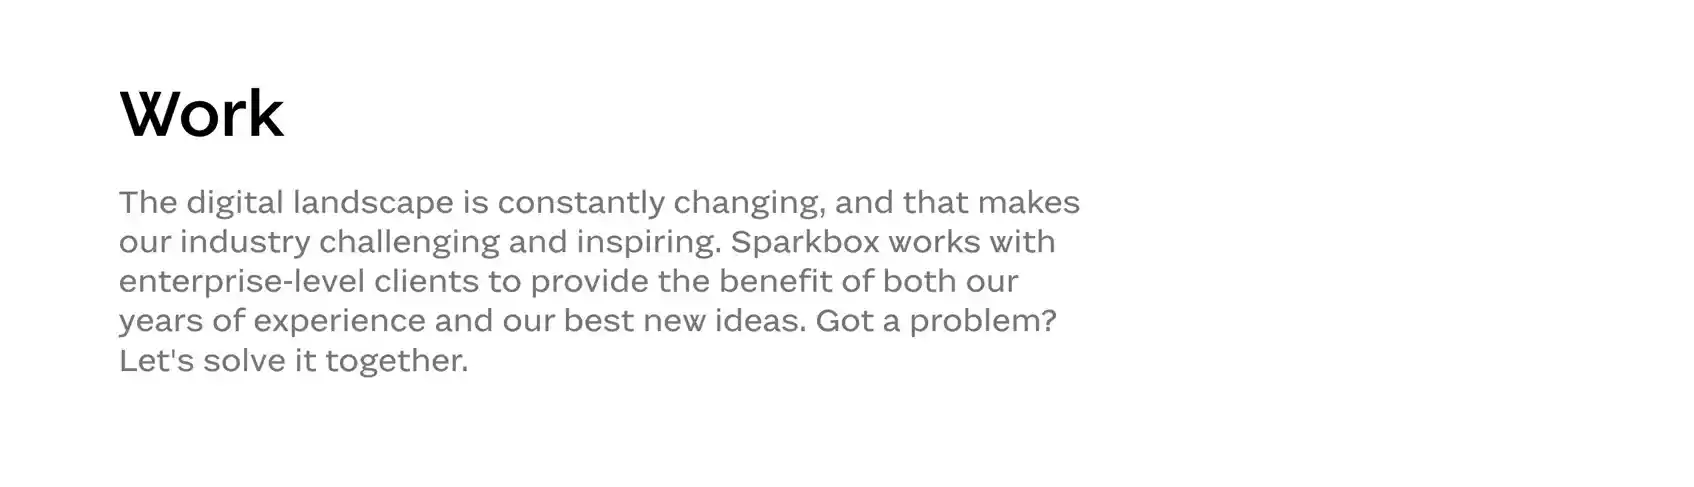 Work
The digital landscape is constantly changing, and that makes
our industry challenging and inspiring. Sparkbox works with
enterprise-level clients to provide the benefit of both our
years of experience and our best new ideas. Got a problem?
Let's solve it together.